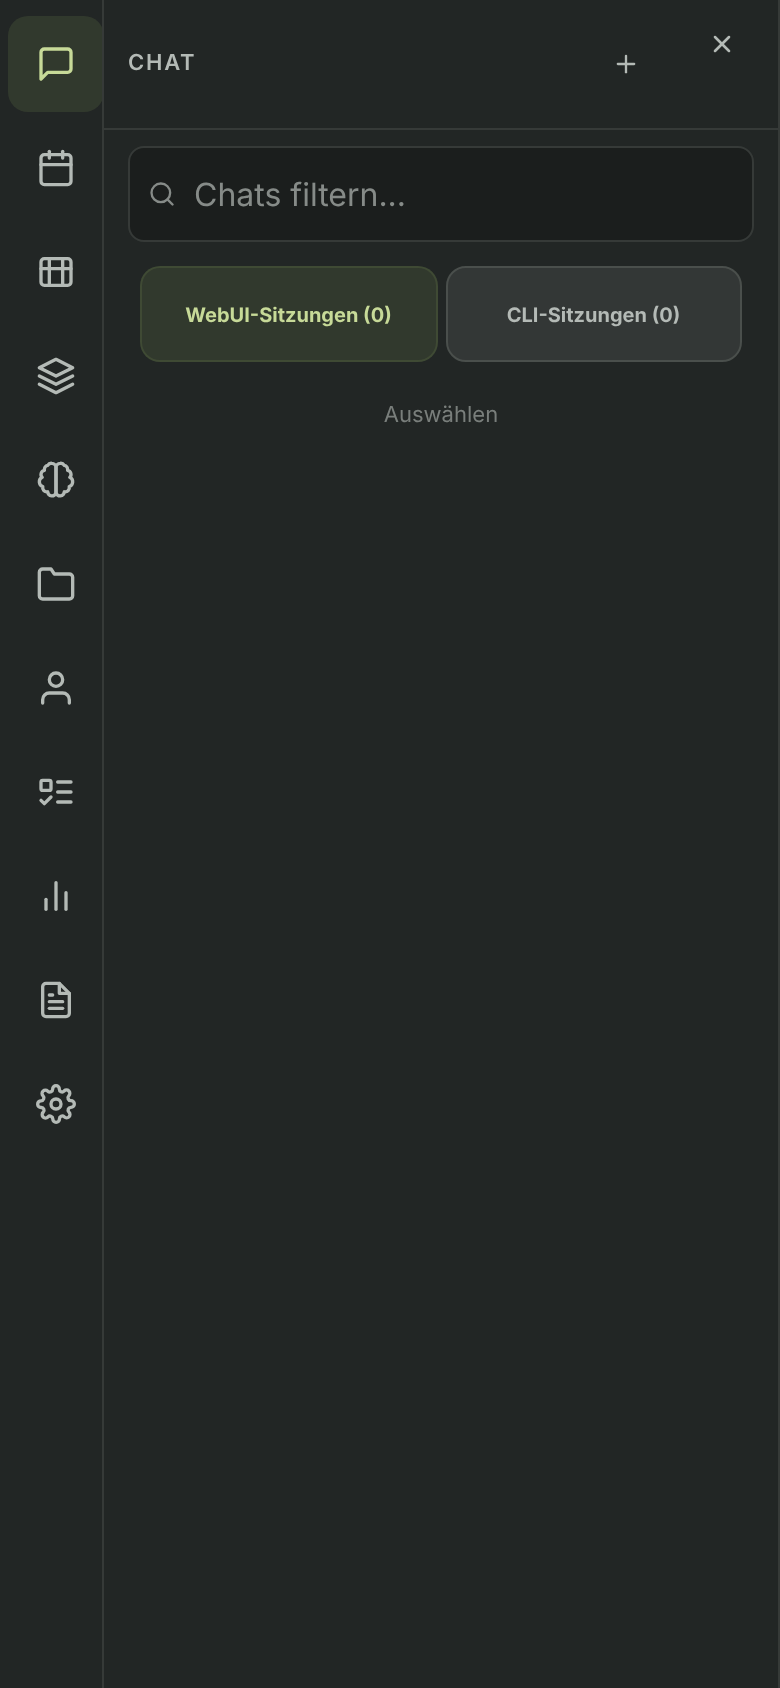 CHAT
Chats filtern...
WebUI-Sitzungen (0)
CLI-Sitzungen (0)
Auswählen